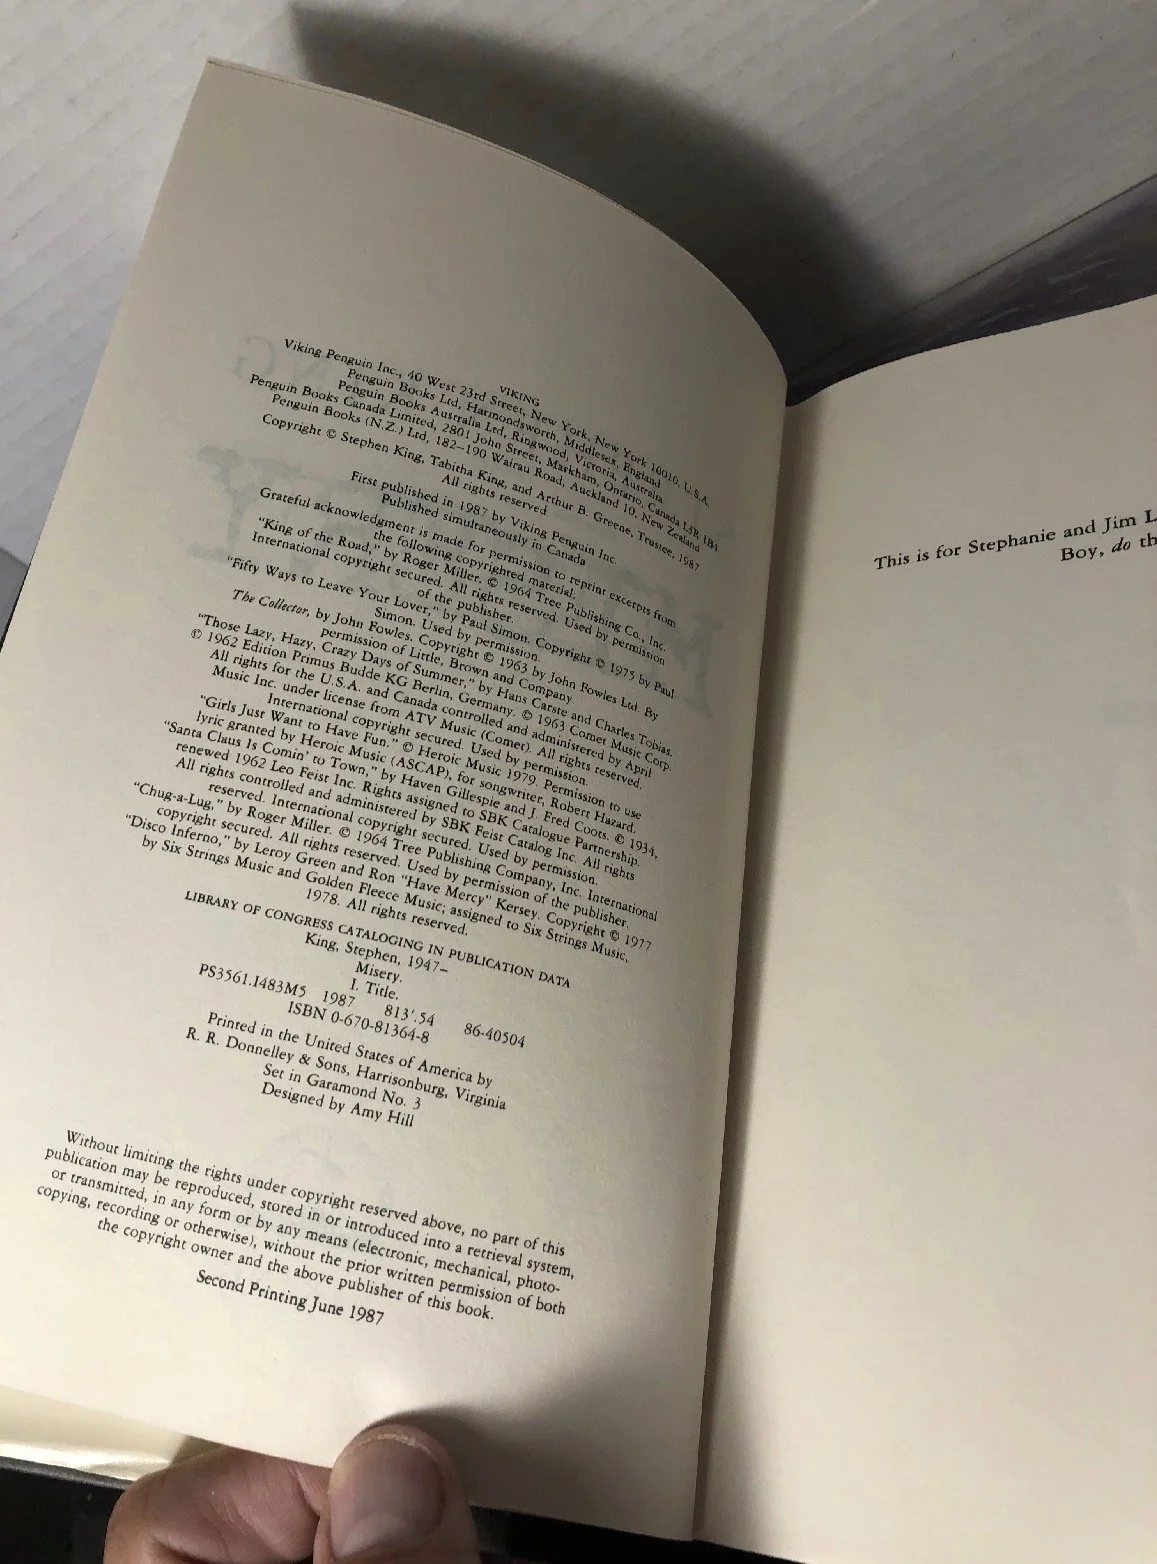 VIKING
Viking Penguin Inc., 40 West 23rd Street, New York, New York 10010, U.S.A.
Penguin Books Ltd, Harmondsworth, Middlesex, England
Penguin Books Australia Ltd, Ringwood, Victoria, Australia
Penguin Books Canada Limited, 2801 John Street, Markham, Ontario, Canada L3R 1B4
Penguin Books (N.Z.) Ltd, 182–190 Wairau Road, Auckland 10, New Zealand
Copyright © Stephen King, Tabitha King, and Arthur B. Greene, Trustee, 1987
All rights reserved
First published in 1987 by Viking Penguin Inc.
Published simultaneously in Canada
Grateful acknowledgment is made for permission to reprint excerpts from
the following copyrighted material:
"King of the Road," by Roger Miller. © 1964 Tree Publishing Co., Inc.
International copyright secured. All rights reserved. Used by permission
of the publisher.
"Fifty Ways to Leave Your Lover," by Paul Simon. Copyright © 1975 by Paul
Simon. Used by permission.
The Collector, by John Fowles. Copyright © 1963 by John Fowles Ltd. By
permission of Little, Brown and Company.
"Those Lazy, Hazy, Crazy Days of Summer," by Hans Carste and Charles Tobias.
© 1962 Edition Primus Budde KG Berlin, Germany. © 1963 Comet Music Corp.
All rights for the U.S.A. and Canada controlled and administered by April
Music Inc. under license from ATV Music (Comet). All rights reserved.
International copyright secured. Used by permission.
"Girls Just Want to Have Fun." © Heroic Music 1979. Permission to use
lyric granted by Heroic Music (ASCAP), for songwriter, Robert Hazard.
"Santa Claus Is Comin' to Town," by Haven Gillespie and J. Fred Coots. © 1934,
renewed 1962 Leo Feist Inc. Rights assigned to SBK Catalogue Partnership.
All rights controlled and administered by SBK Feist Catalog Inc. All rights
reserved. International copyright secured. Used by permission.
"Chug-a-Lug," by Roger Miller. © 1964 Tree Publishing Company, Inc. International
copyright secured. All rights reserved. Used by permission of the publisher.
"Disco Inferno," by Leroy Green and Ron "Have Mercy" Kersey. Copyright © 1977
by Six Strings Music and Golden Fleece Music; assigned to Six Strings Music,
1978. All rights reserved.
LIBRARY OF CONGRESS CATALOGING IN PUBLICATION DATA
King, Stephen, 1947–
Misery.
I. Title.
PS3561.I483M5 1987 813'.54 86-40504
ISBN 0-670-81364-8
Printed in the United States of America by
R. R. Donnelley & Sons, Harrisonburg, Virginia
Set in Garamond No. 3
Designed by Amy Hill
Without limiting the rights under copyright reserved above, no part of this
publication may be reproduced, stored in or introduced into a retrieval system,
or transmitted, in any form or by any means (electronic, mechanical, photo-
copying, recording or otherwise), without the prior written permission of both
the copyright owner and the above publisher of this book.
Second Printing June 1987
This is for Stephanie and Jim L
Boy, do th